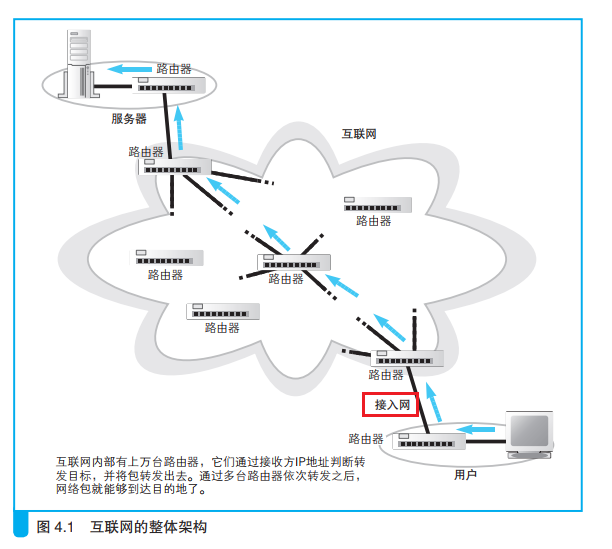 路由器
服务器
互联网
路由器
路由器
路由器
路由器
路由器
路由器
接入网
路由器
用户
互联网内部有上万台路由器，它们通过接收方IP地址判断转
发目标，并将包转发出去。通过多台路由器依次转发之后，
网络包就能够到达目的地了。
图 4.1 互联网的整体架构